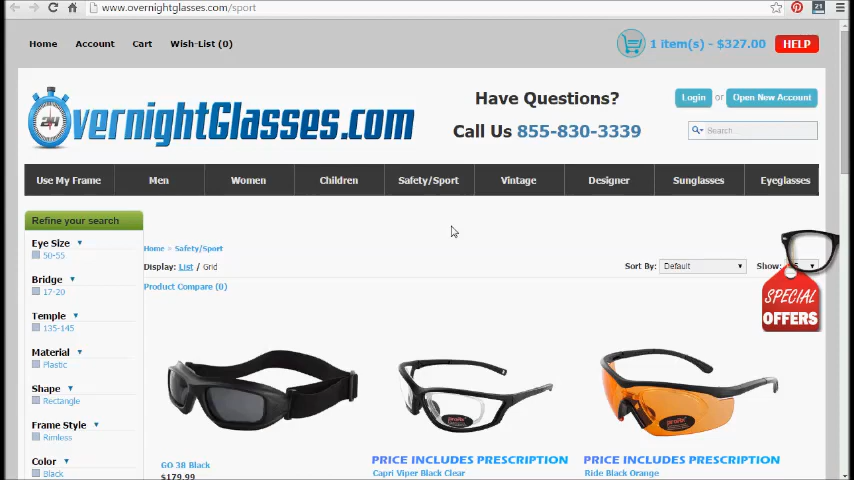 www.overnightglasses.com/sport
21
Home Account Cart Wish-List (0) 1 item(s) - $327.00 HELP
24 OvernightGlasses.com
Have Questions?
Call Us 855-830-3339
Login or Open New Account
Search...
Use My Frame Men Women Children Safety/Sport Vintage Designer Sunglasses Eyeglasses
Refine your search
Eye Size
50-55
Bridge
17-20
Temple
135-145
Material
Plastic
Shape
Rectangle
Frame Style
Rimless
Color
Black
Home » Safety/Sport
Display: List / Grid
Sort By: Default Show:
Product Compare (0)
SPECIAL
OFFERS
GO 38 Black
$179.99
PRICE INCLUDES PRESCRIPTION
Capri Viper Black Clear
PRICE INCLUDES PRESCRIPTION
Ride Black Orange